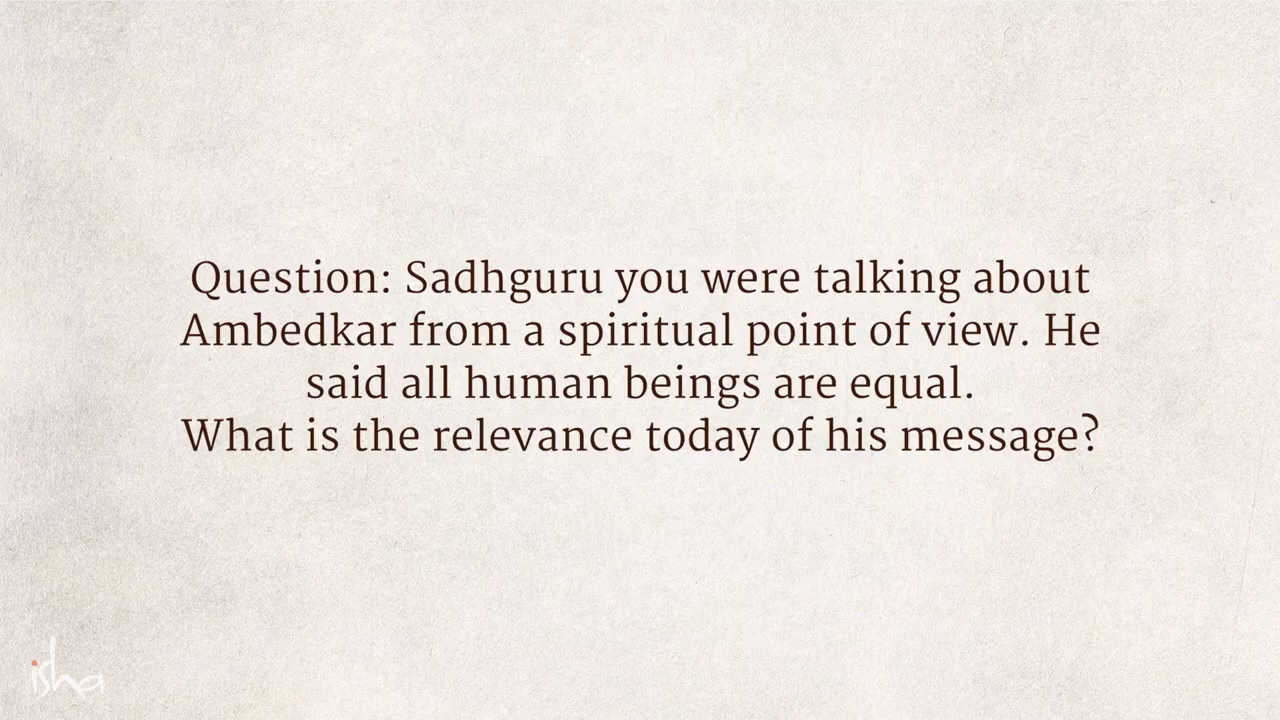 Question: Sadhguru you were talking about
Ambedkar from a spiritual point of view. He
said all human beings are equal.
What is the relevance today of his message?
isha